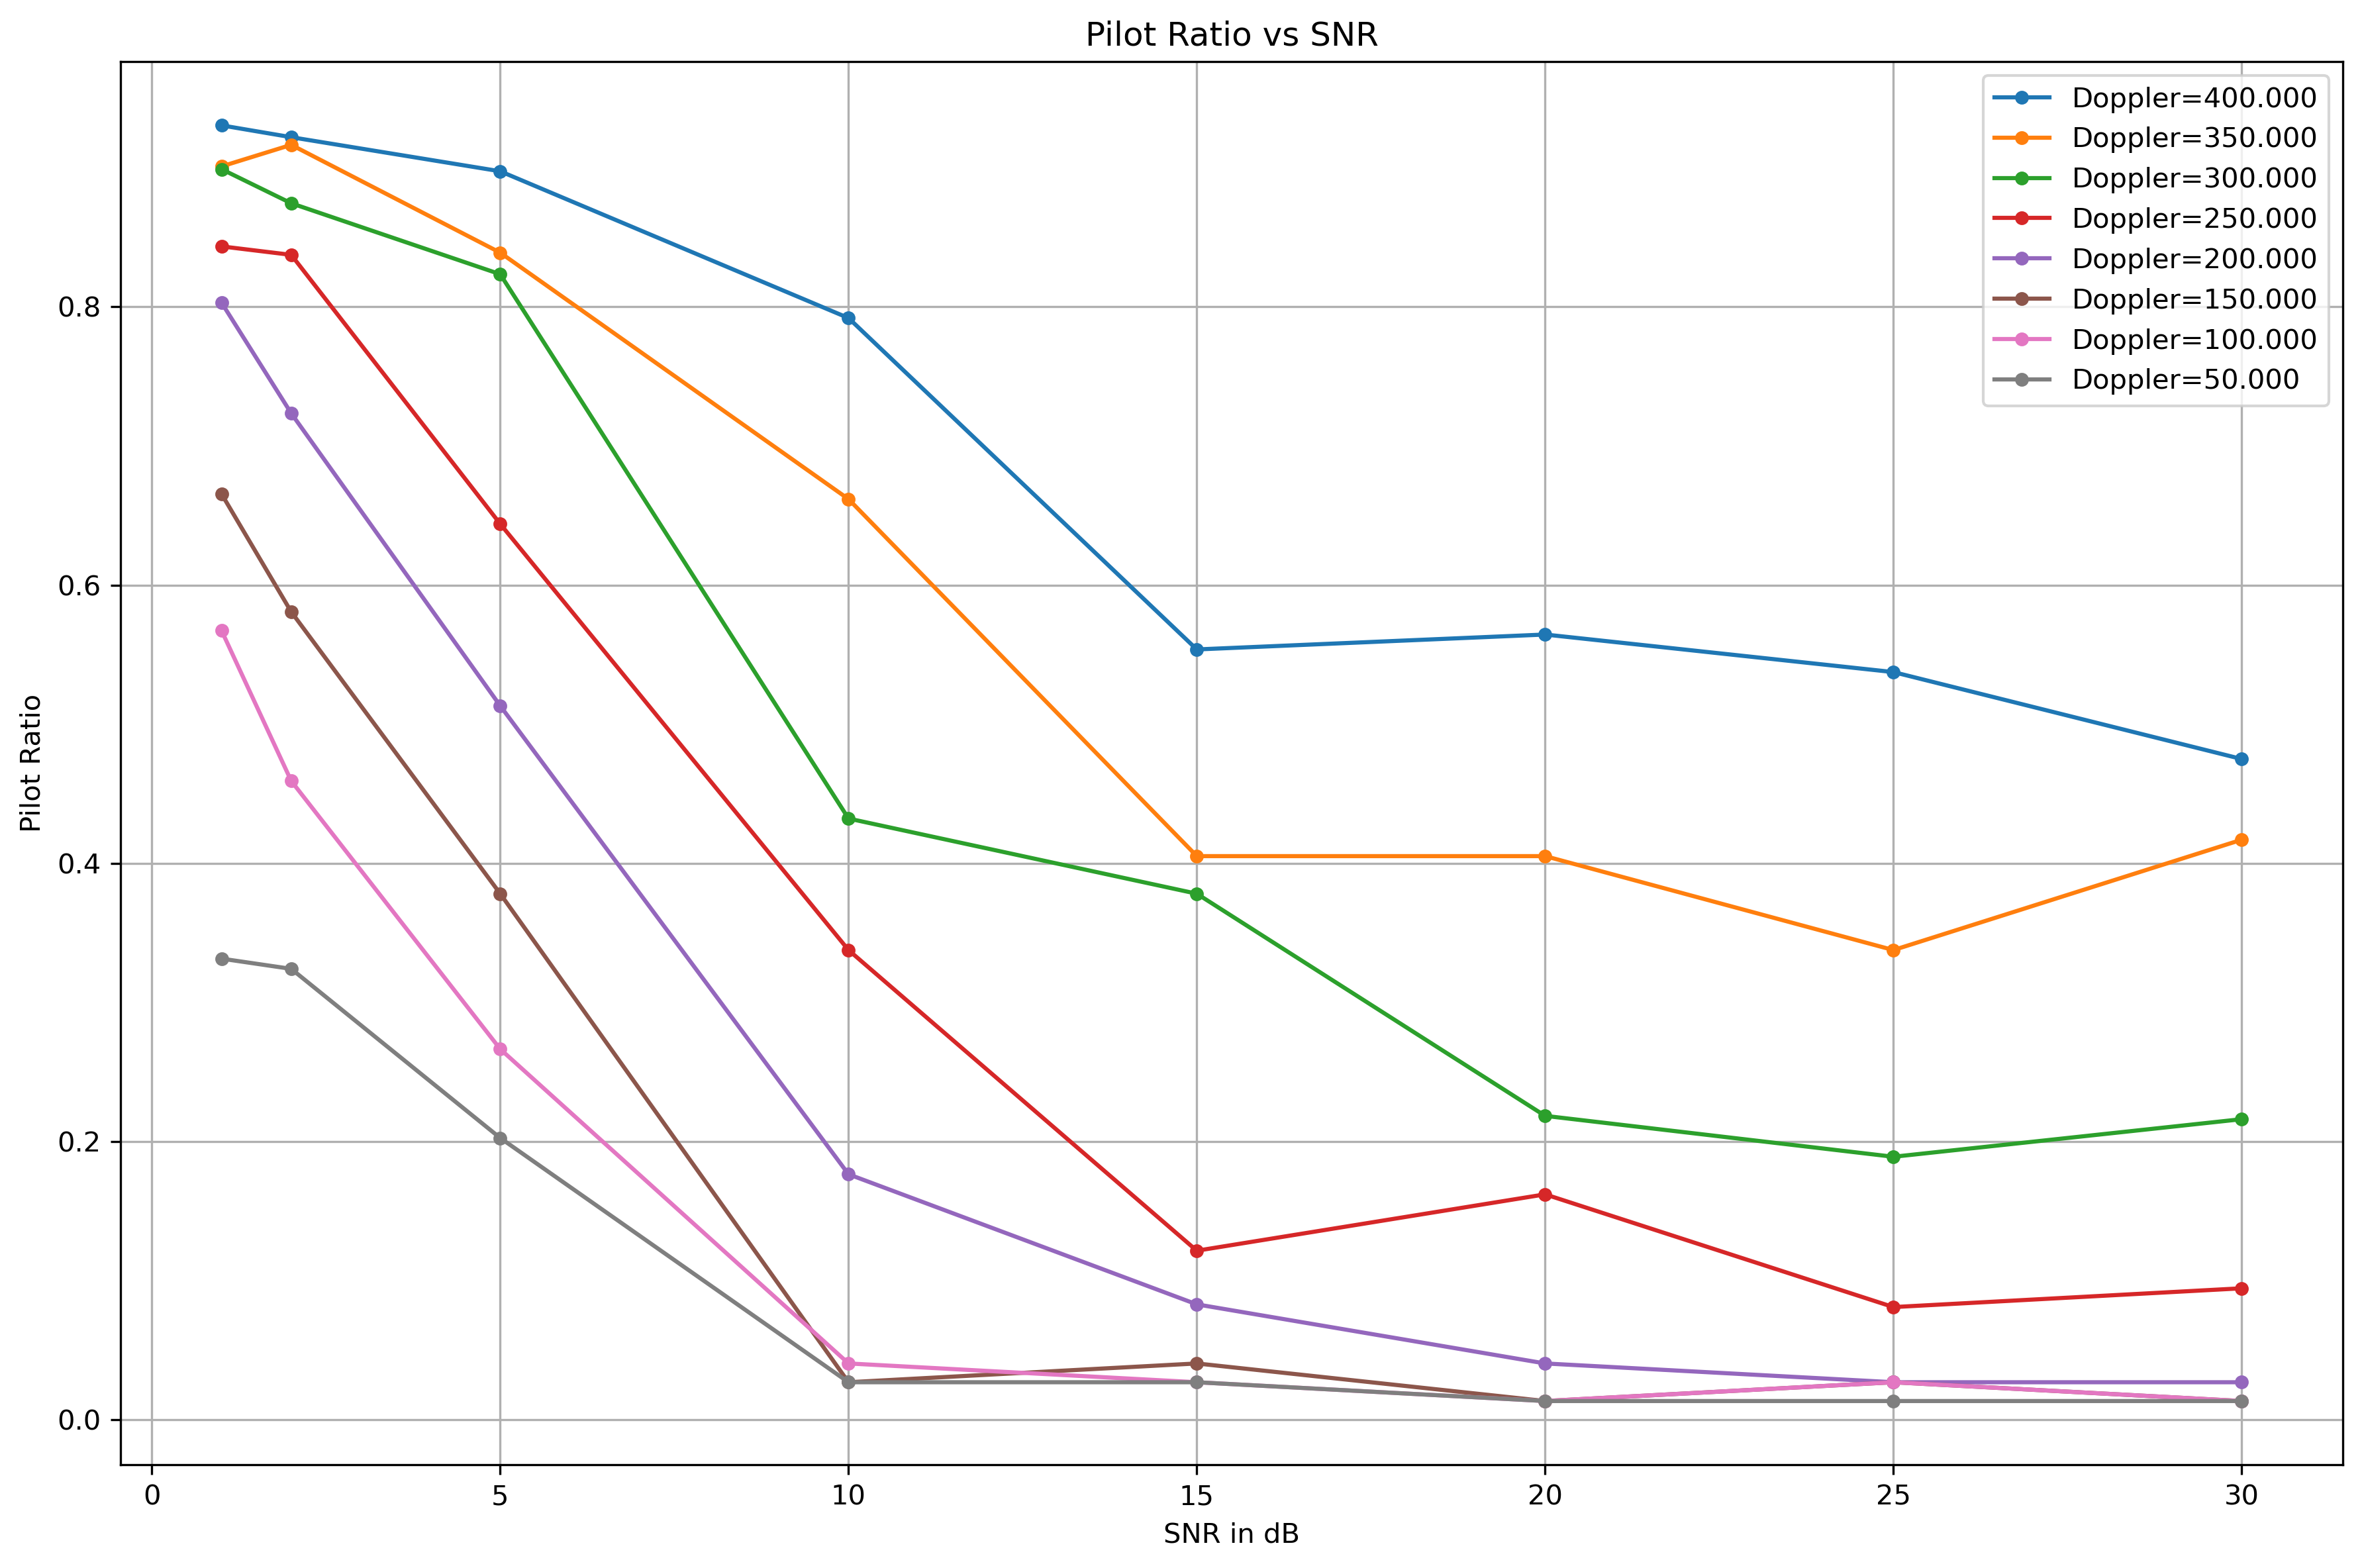 Pilot Ratio vs SNR
Doppler=400.000
Doppler=350.000
Doppler=300.000
Doppler=250.000
Doppler=200.000
Doppler=150.000
Doppler=100.000
Doppler=50.000
Pilot Ratio
0.8
0.6
0.4
0.2
0.0
0 5 10 15 20 25 30
SNR in dB